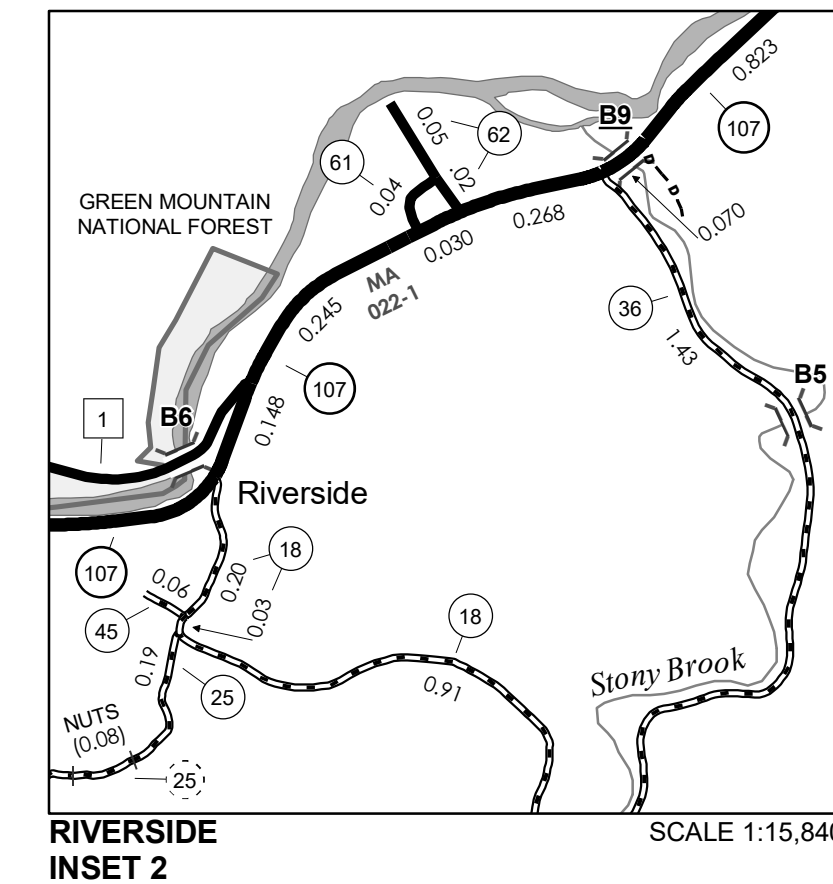 0.823
B9
107
0.05
62
61
.02
0.04
GREEN MOUNTAIN
NATIONAL FOREST
0.070
0.268
0.030
MA
022-1
36
0.245
1.43
107
B5
B6
1
0.148
Riverside
18
107
0.06
0.20
0.03
45
18
0.19
0.91
Stony Brook
25
NUTS
(0.08)
25
D
D
RIVERSIDE
INSET 2
SCALE 1:15,840